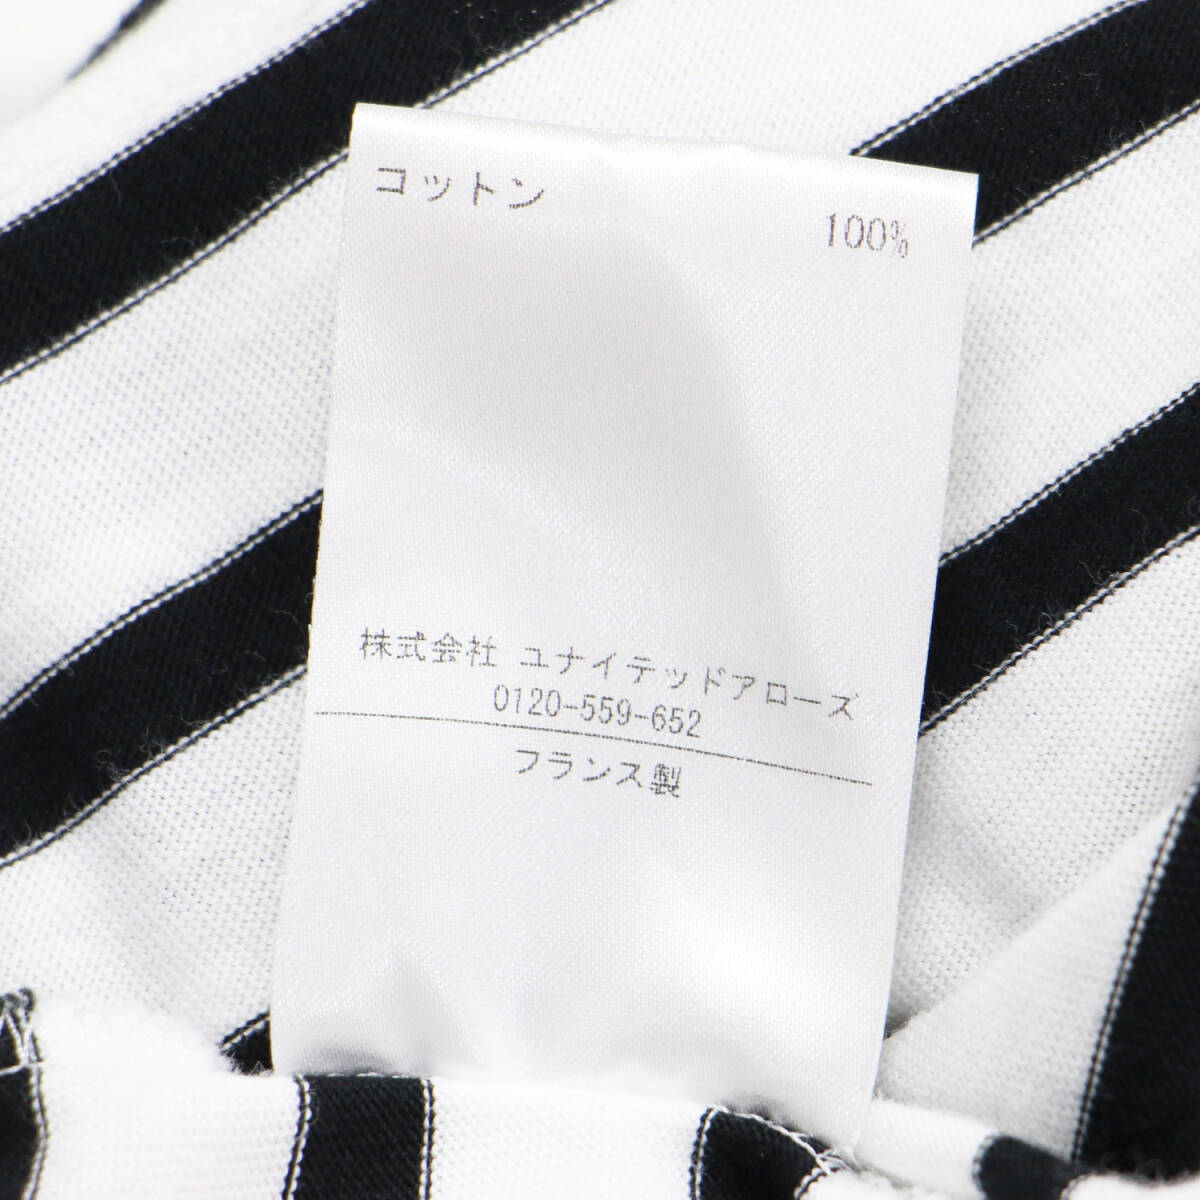 コットン 100%
株式会社 ユナイテッドアローズ
0120-559-652
フランス製